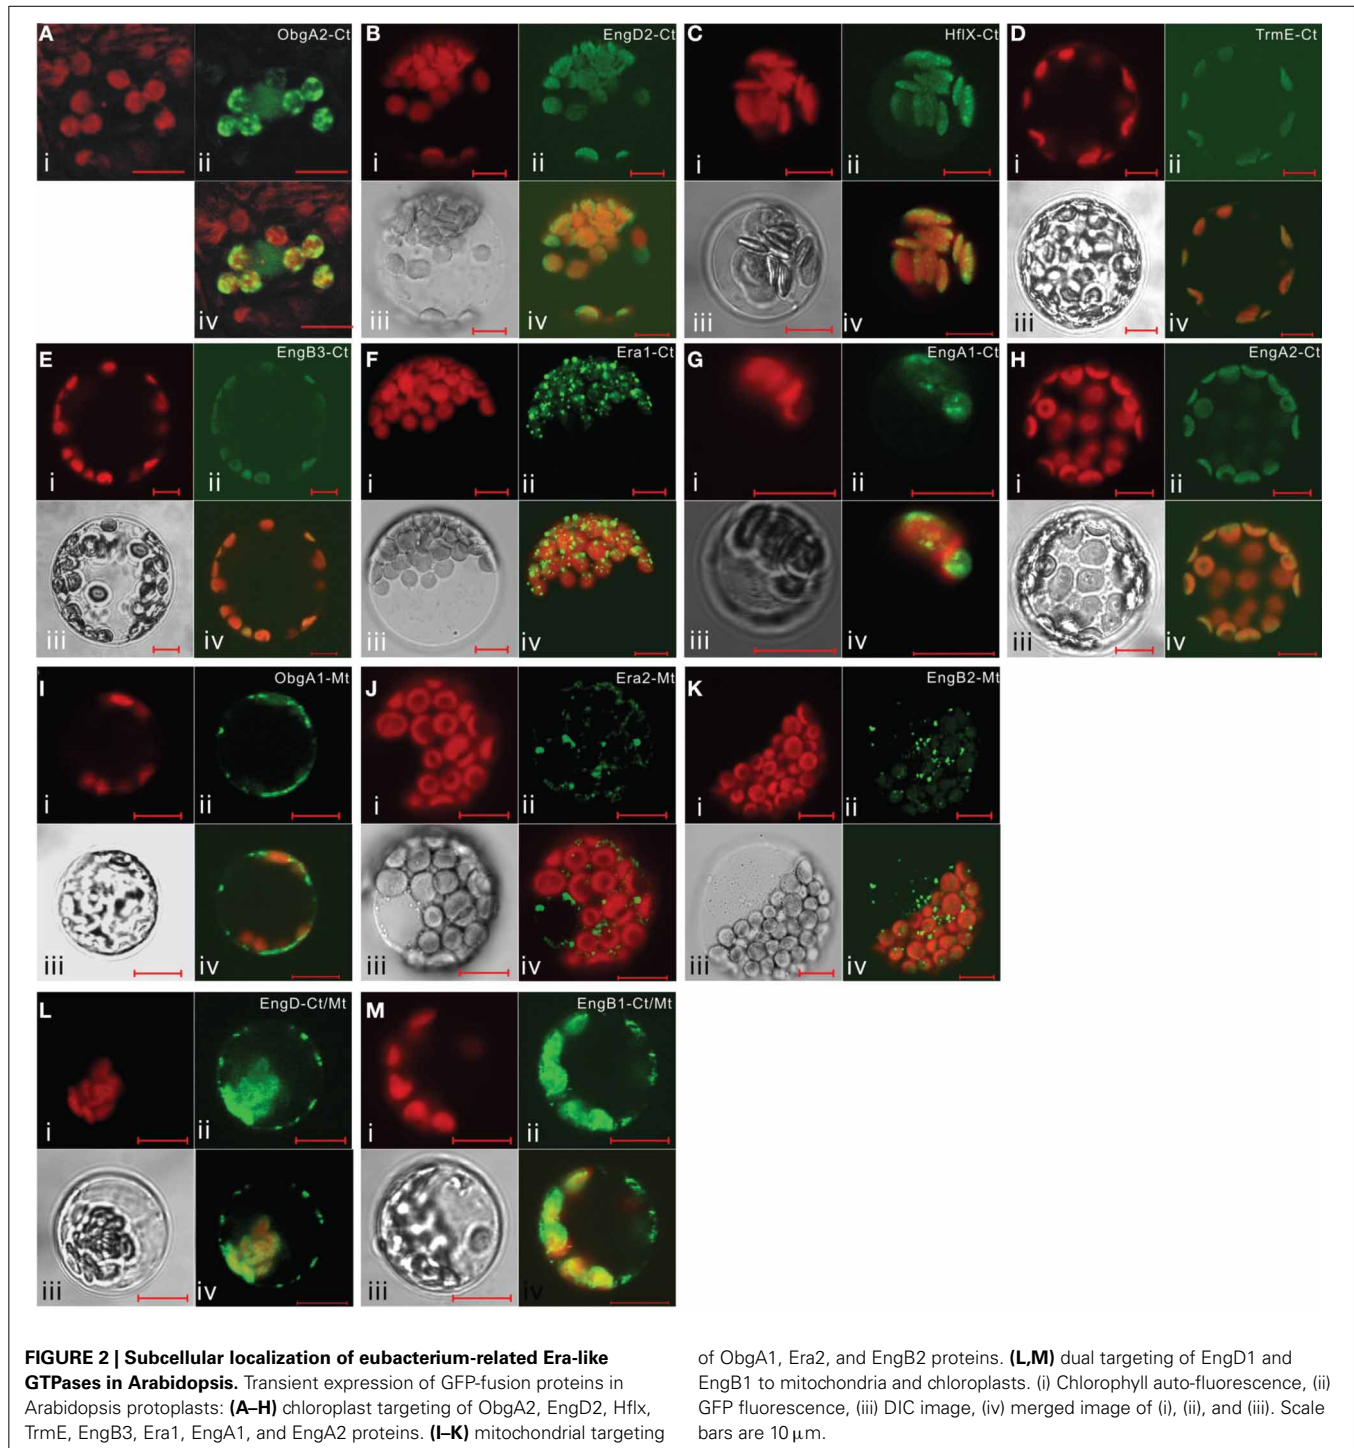 A ObgA2-Ct B EngD2-Ct C HflX-Ct D TrmE-Ct
i ii i ii i ii i ii
iv iii iv iii iv iii iv
E EngB3-Ct F Era1-Ct G EngA1-Ct H EngA2-Ct
i ii i ii i ii i ii
iii iv iii iv iii iv iii iv
I ObgA1-Mt J Era2-Mt K EngB2-Mt
i ii i ii i ii
iii iv iii iv iii iv
L EngD-Ct/Mt M EngB1-Ct/Mt
i ii i ii
iii iv iii iv
FIGURE 2 | Subcellular localization of eubacterium-related Era-like
GTPases in Arabidopsis. Transient expression of GFP-fusion proteins in
Arabidopsis protoplasts: (A–H) chloroplast targeting of ObgA2, EngD2, Hflx,
TrmE, EngB3, Era1, EngA1, and EngA2 proteins. (I–K) mitochondrial targeting
of ObgA1, Era2, and EngB2 proteins. (L,M) dual targeting of EngD1 and
EngB1 to mitochondria and chloroplasts. (i) Chlorophyll auto-fluorescence, (ii)
GFP fluorescence, (iii) DIC image, (iv) merged image of (i), (ii), and (iii). Scale
bars are 10 μm.